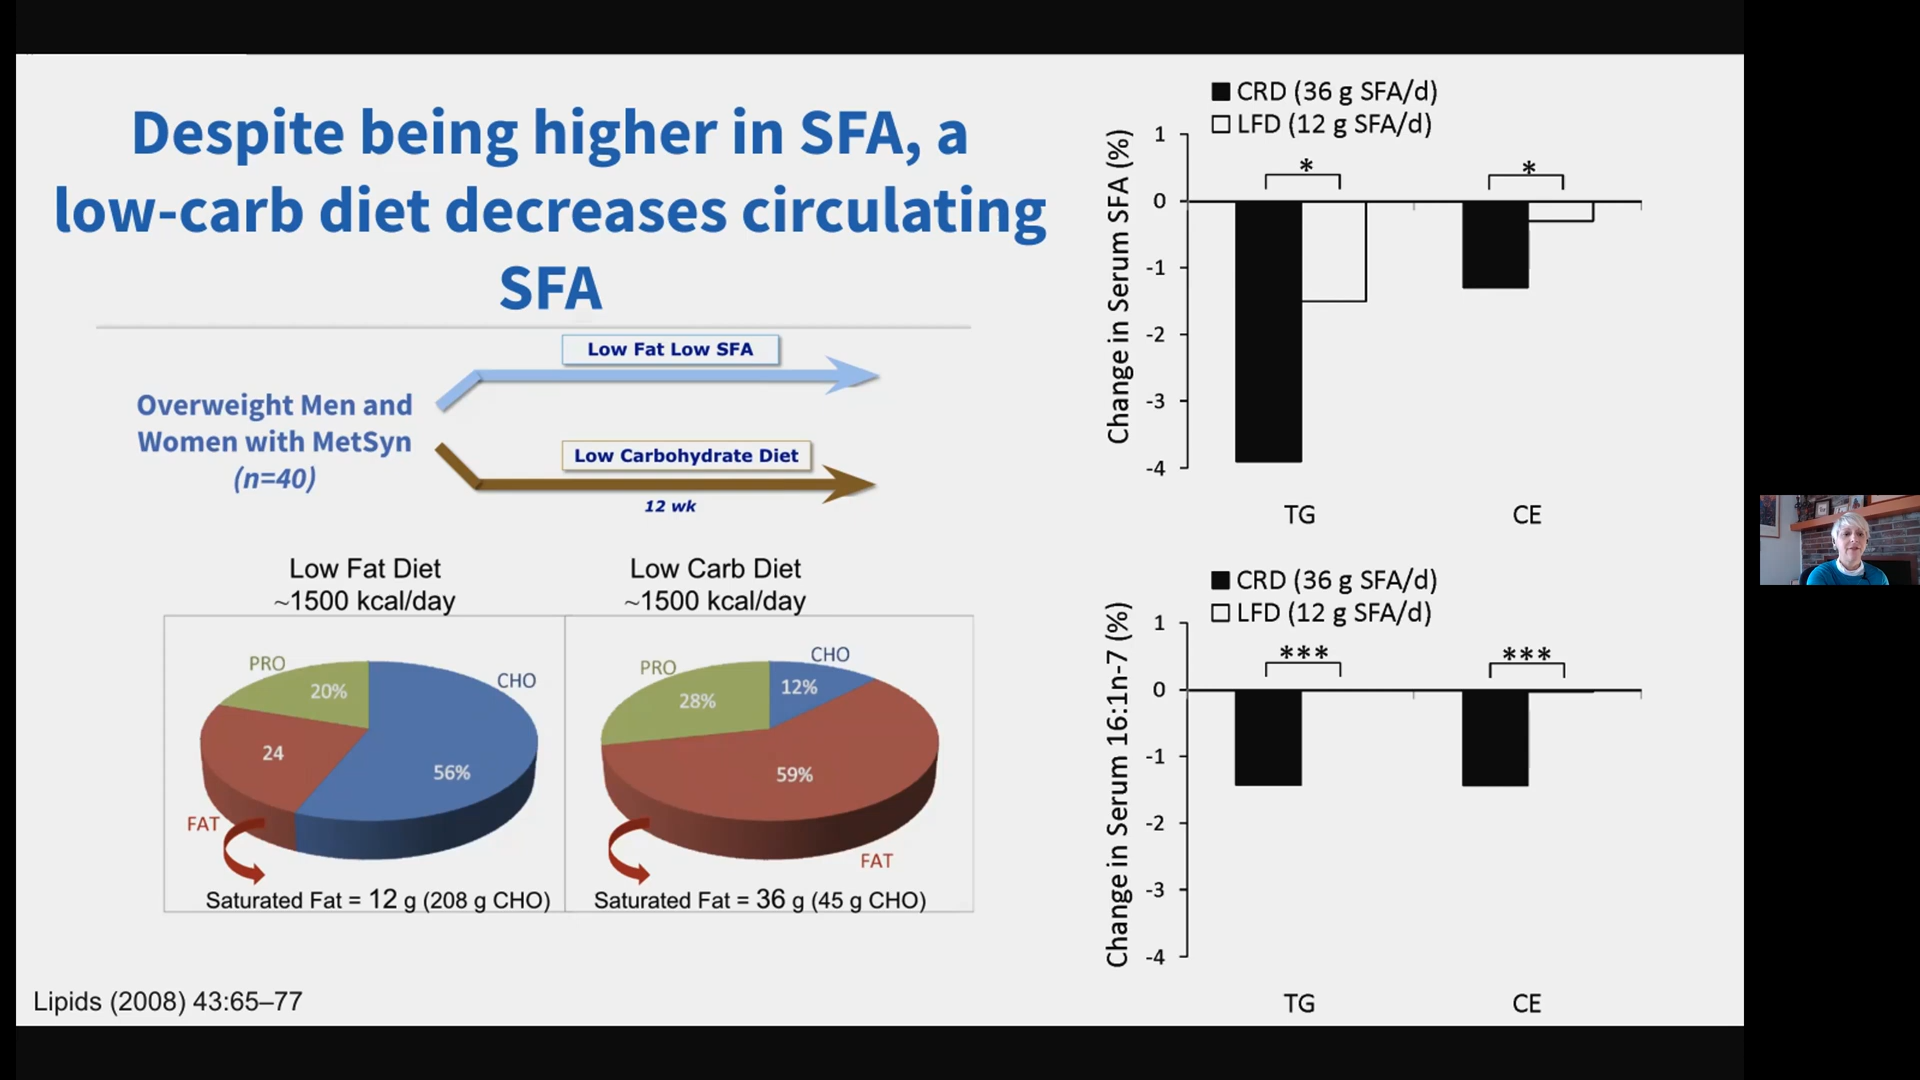 Despite being higher in SFA, a
low-carb diet decreases circulating
SFA
Low Fat Low SFA
Overweight Men and
Women with MetSyn
(n=40)
Low Carbohydrate Diet
12 wk
Low Fat Diet
~1500 kcal/day
Low Carb Diet
~1500 kcal/day
PRO
20%
CHO
24
56%
FAT
Saturated Fat = 12 g (208 g CHO)
PRO
28%
CHO
12%
59%
FAT
Saturated Fat = 36 g (45 g CHO)
Lipids (2008) 43:65–77
CRD (36 g SFA/d)
LFD (12 g SFA/d)
Change in Serum SFA (%)
1
0
-1
-2
-3
-4
*
*
TG
CE
CRD (36 g SFA/d)
LFD (12 g SFA/d)
Change in Serum 16:1n-7 (%)
1
0
-1
-2
-3
-4
***
***
TG
CE